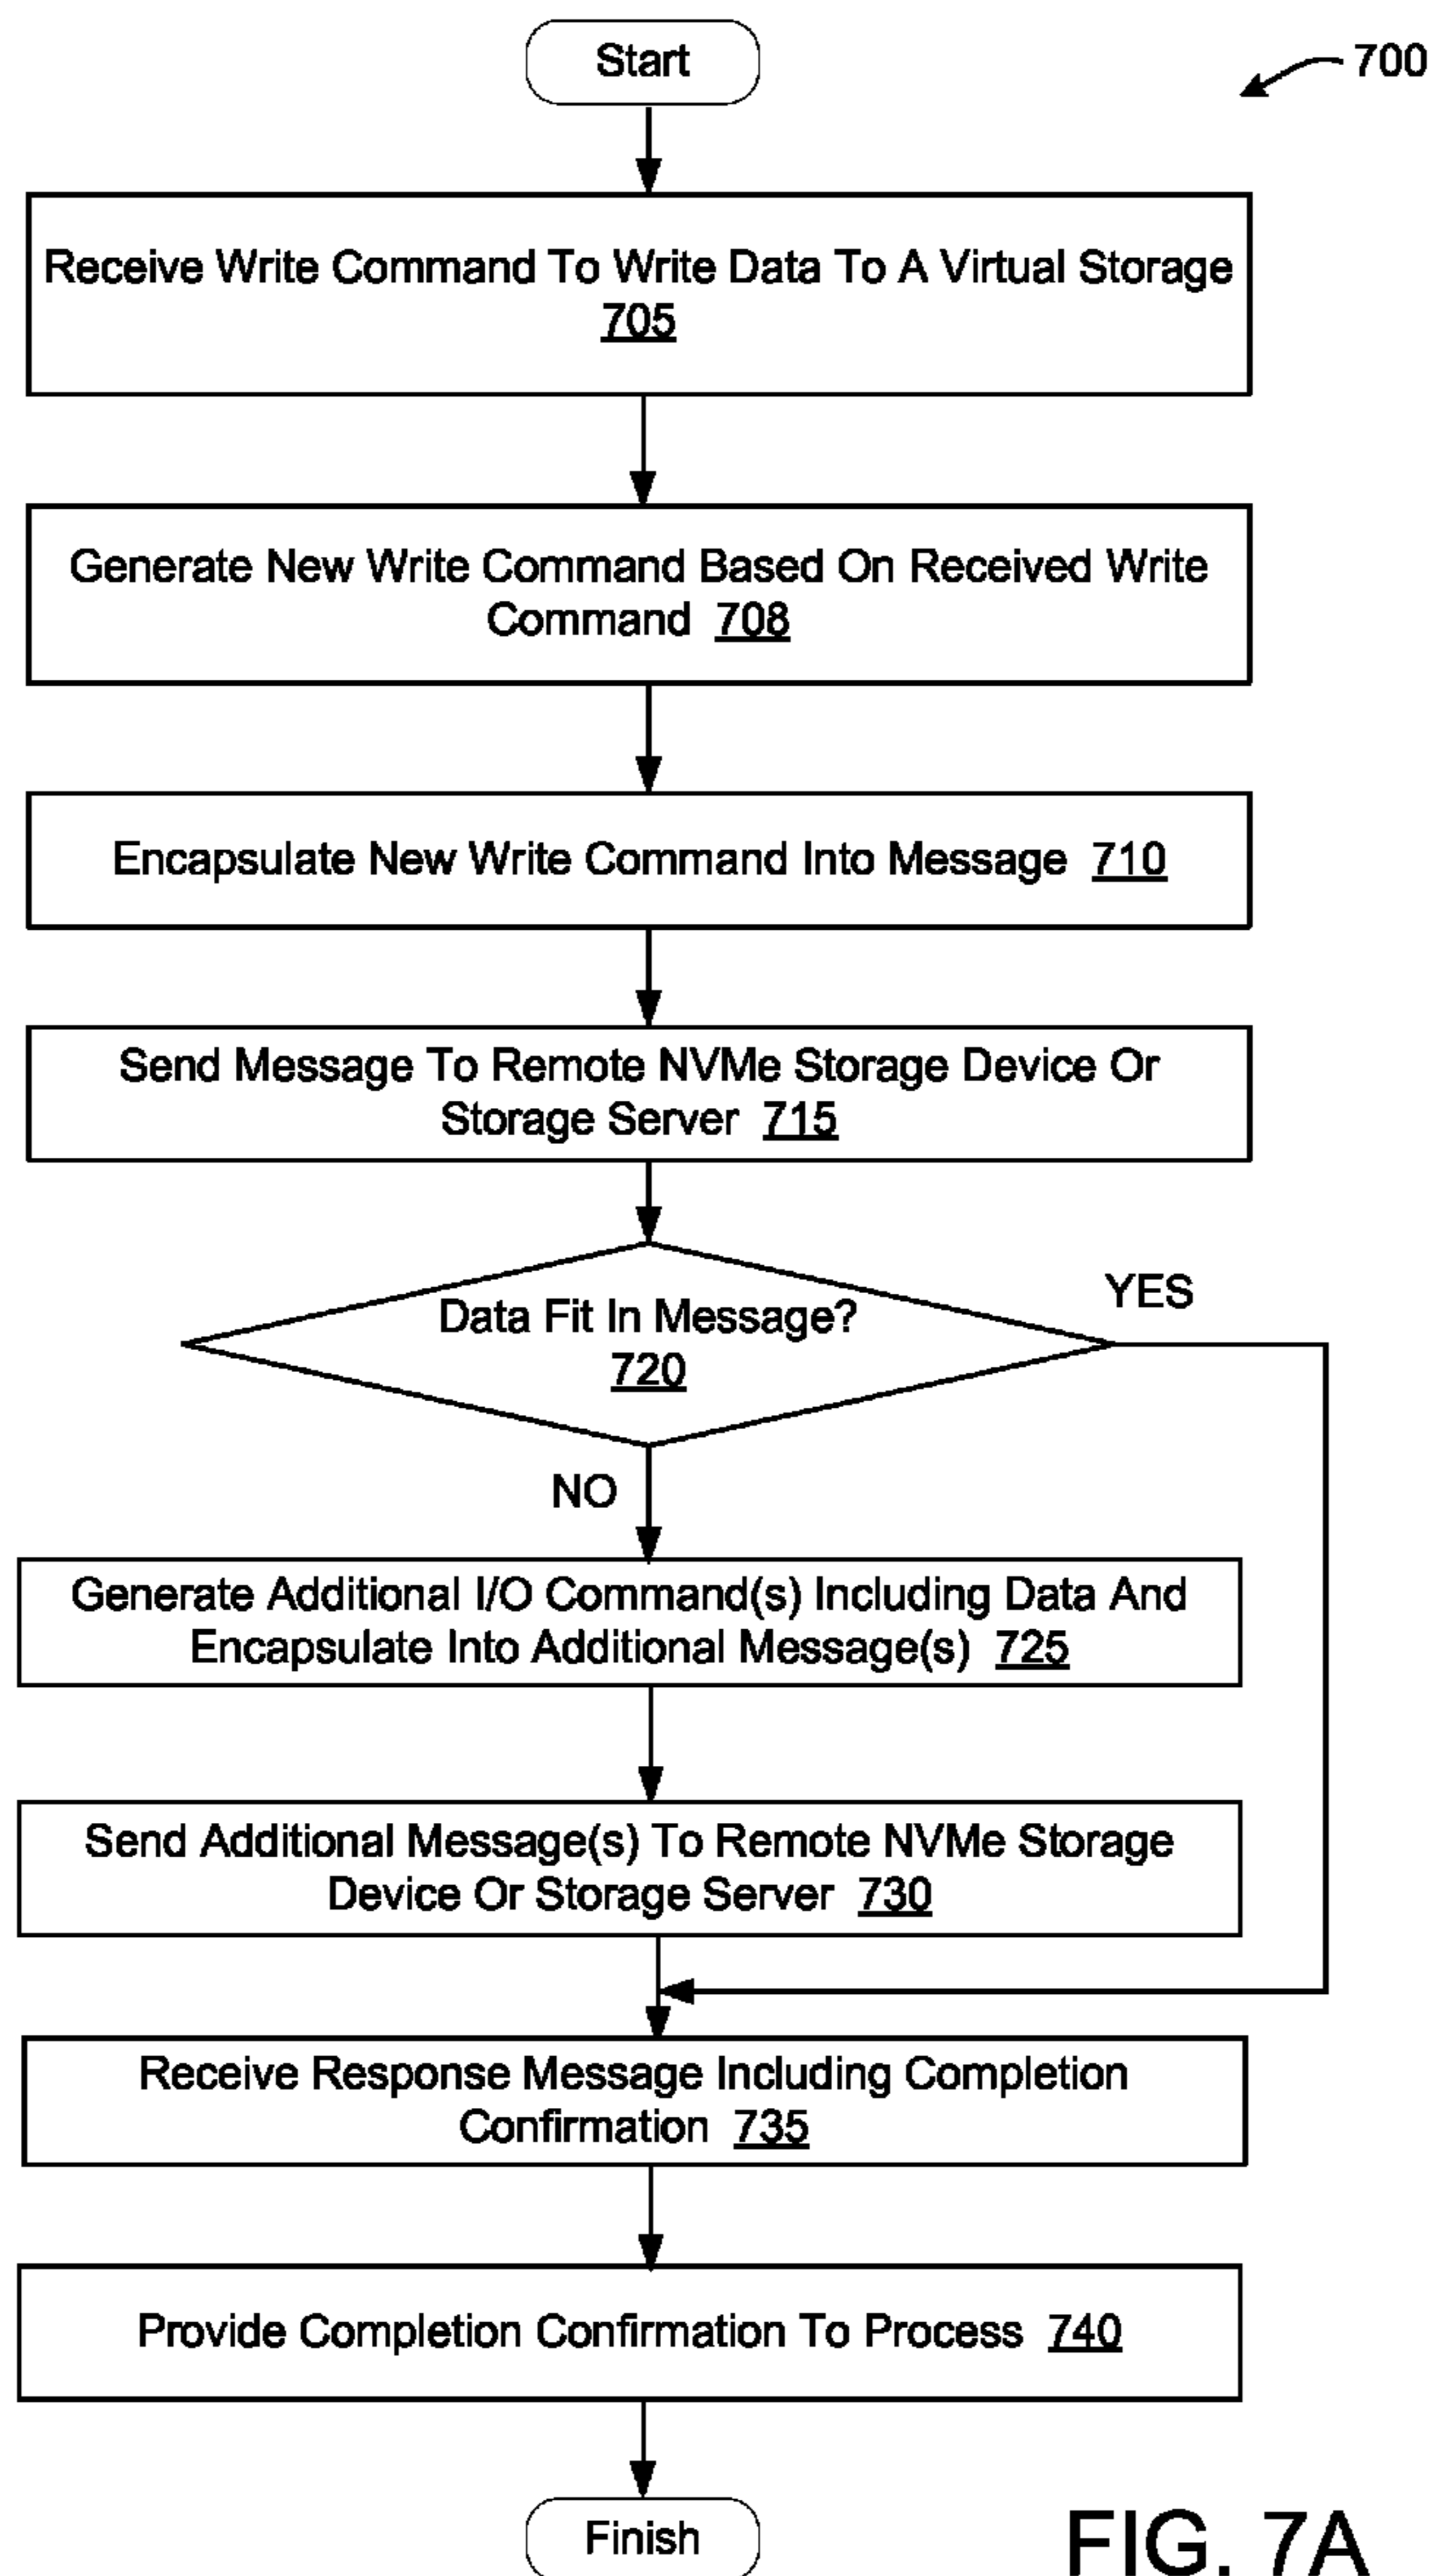 Start
700
Receive Write Command To Write Data To A Virtual Storage
705
Generate New Write Command Based On Received Write
Command 708
Encapsulate New Write Command Into Message 710
Send Message To Remote NVMe Storage Device Or
Storage Server 715
YES
Data Fit In Message?
720
NO
Generate Additional I/O Command(s) Including Data And
Encapsulate Into Additional Message(s) 725
Send Additional Message(s) To Remote NVMe Storage
Device Or Storage Server 730
Receive Response Message Including Completion
Confirmation 735
Provide Completion Confirmation To Process 740
Finish
FIG. 7A